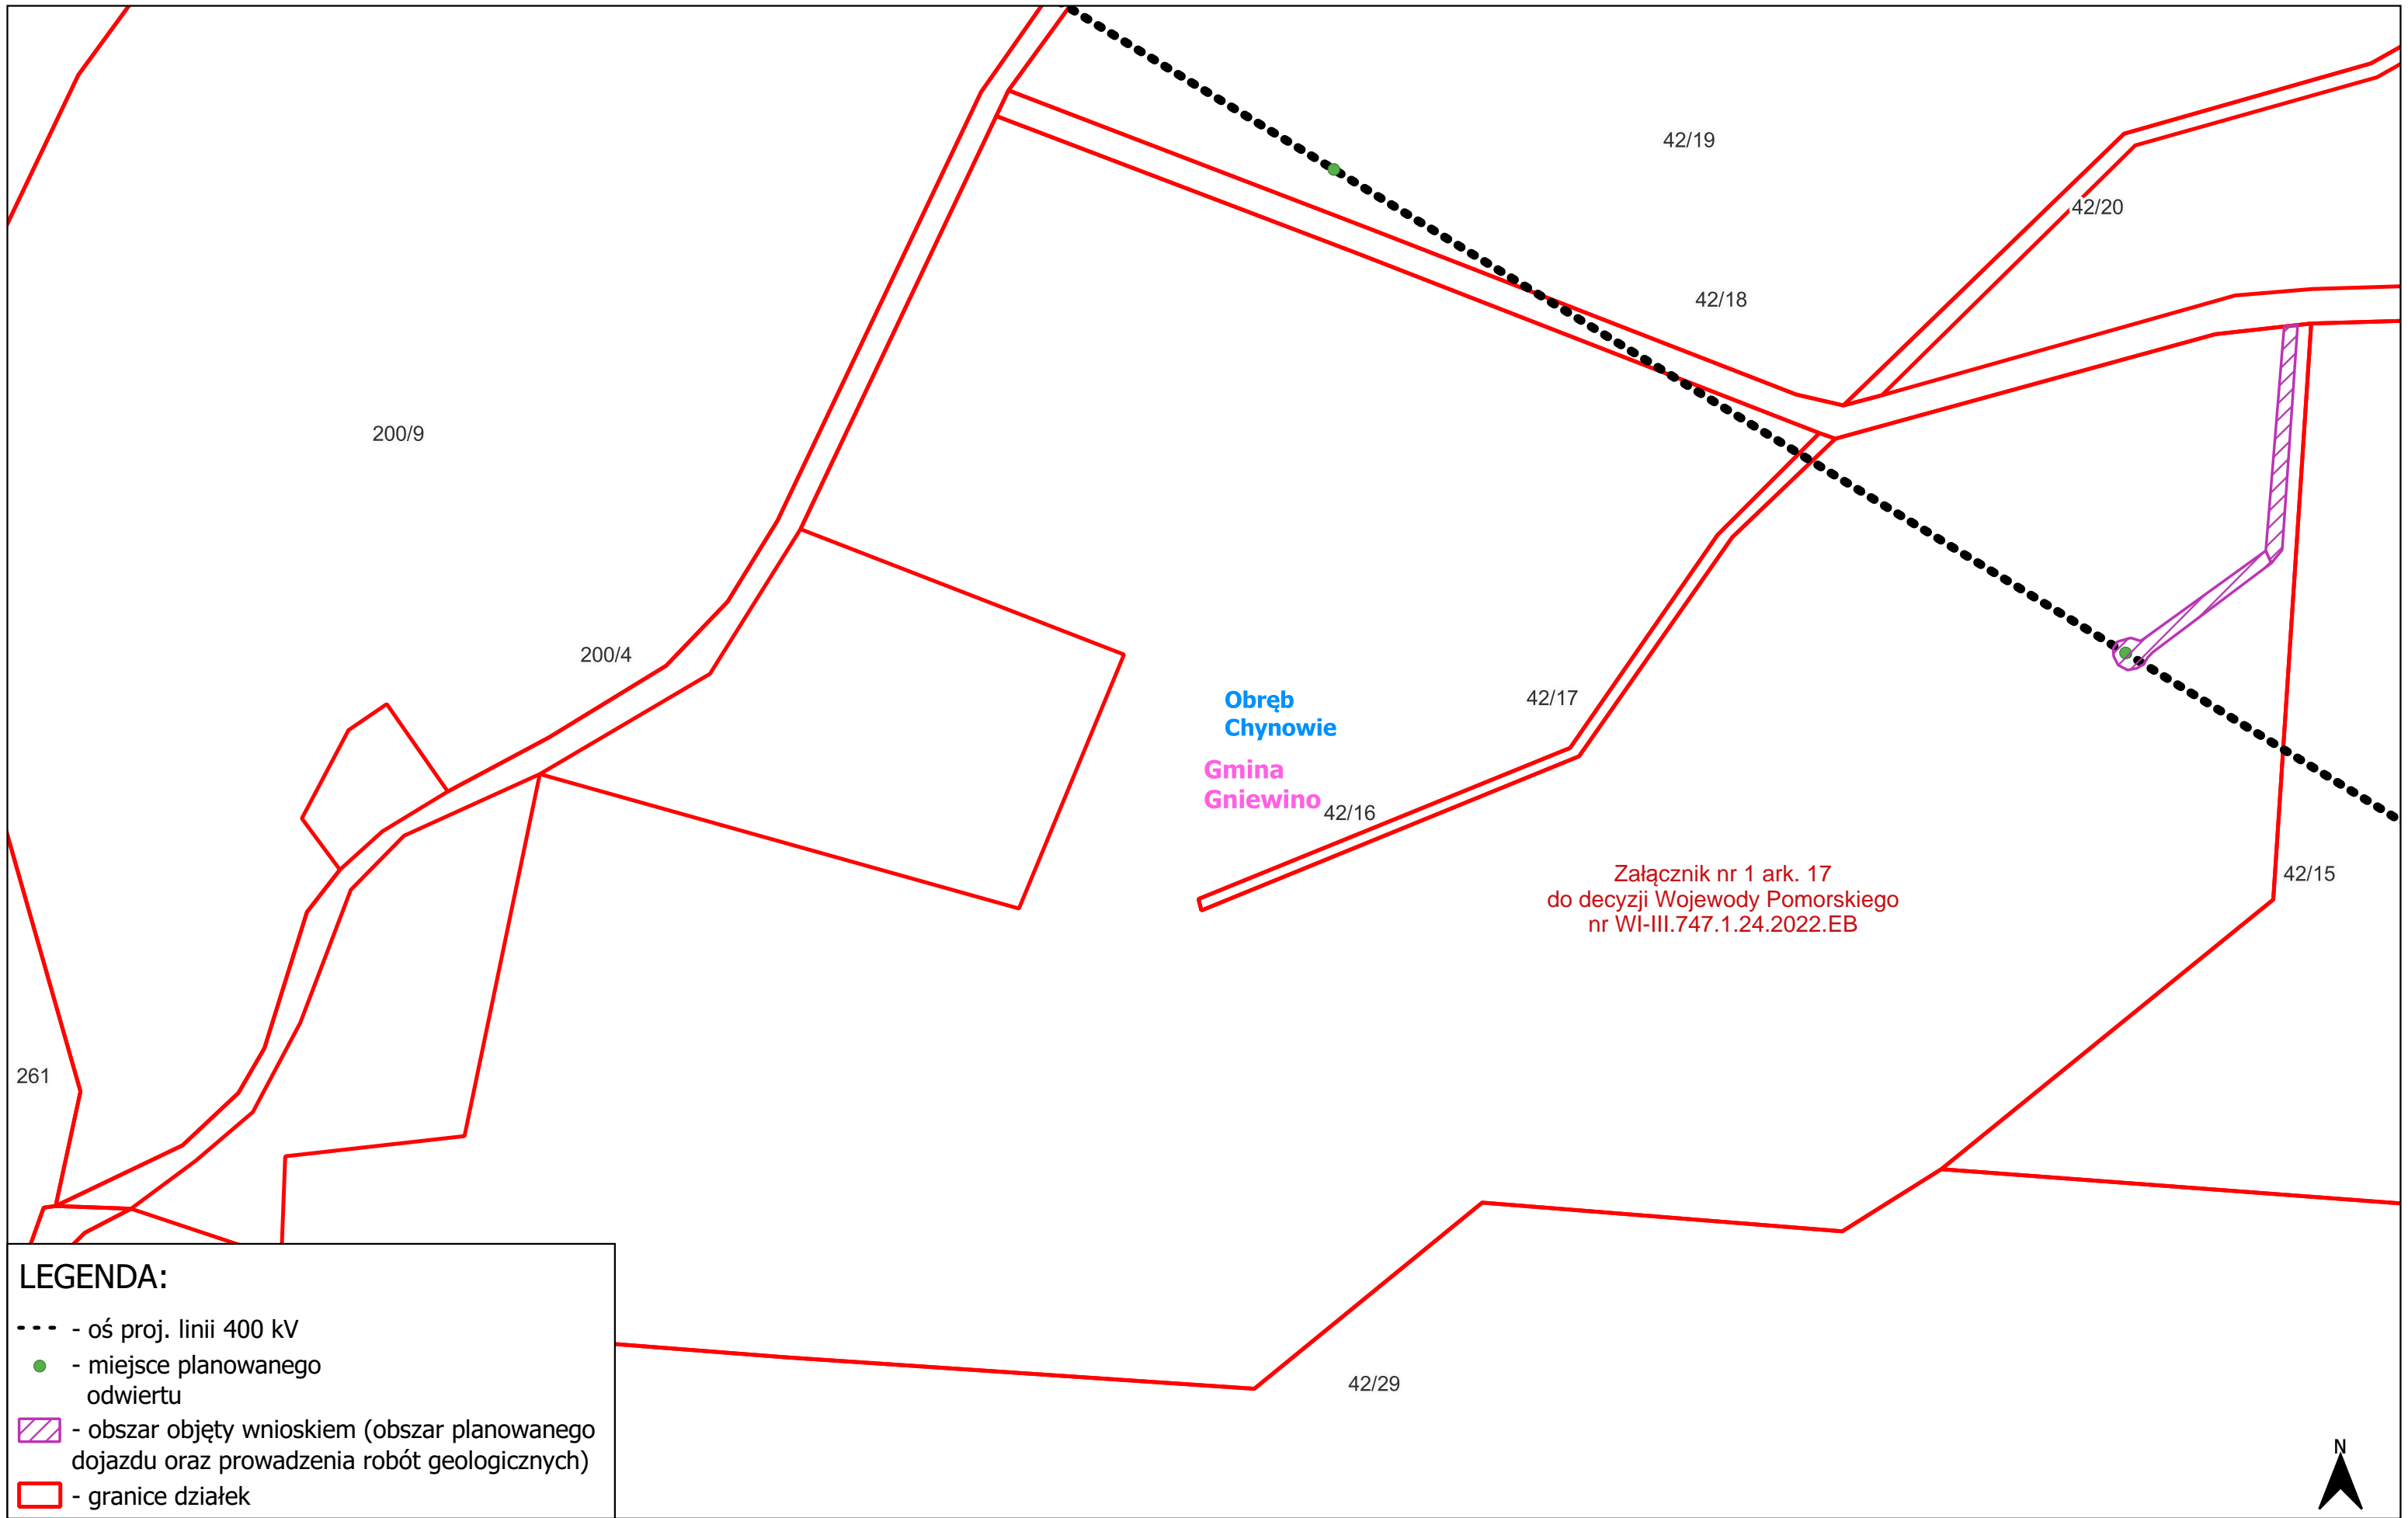 42/19
42/20
42/18
200/9
200/4
42/17
Obręb
Chynowie
Gmina
Gniewino
42/16
Załącznik nr 1 ark. 17
do decyzji Wojewody Pomorskiego
nr WI-III.747.1.24.2022.EB
42/15
261
42/29
LEGENDA:
- oś proj. linii 400 kV
- miejsce planowanego
odwiertu
- obszar objęty wnioskiem (obszar planowanego
dojazdu oraz prowadzenia robót geologicznych)
- granice działek
N